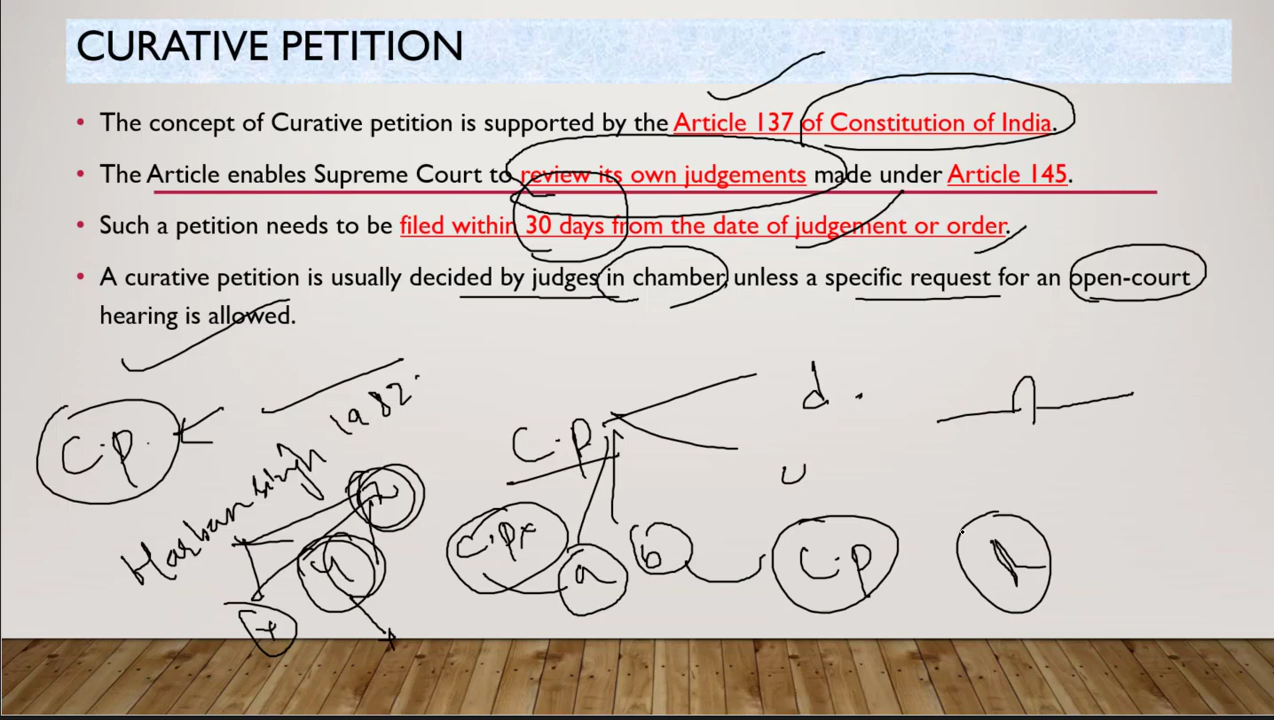 CURATIVE PETITION
• The concept of Curative petition is supported by the Article 137 of Constitution of India.
• The Article enables Supreme Court to review its own judgements made under Article 145.
• Such a petition needs to be filed within 30 days from the date of judgement or order.
• A curative petition is usually decided by judges in chamber, unless a specific request for an open-court
hearing is allowed.
C.P.
Harban Singh 1982.
C.P
d.
C.P
a
b
C.P